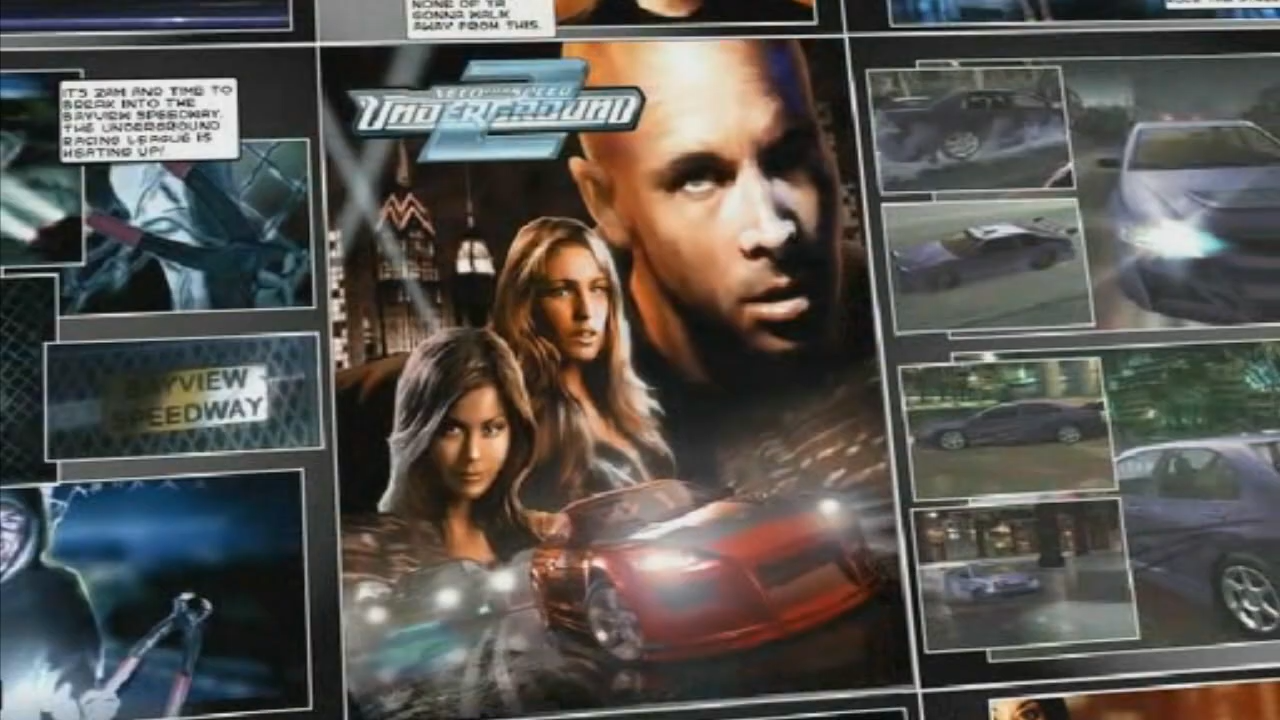 NONE OF YA
GONNA WALK
AWAY FROM THIS.
IT'S 2AM AND TIME TO
BREAK INTO THE
BAYVIEW SPEEDWAY.
THE UNDERGROUND
RACING LEAGUE IS
HEATING UP!
NEED FOR SPEED
UNDERGROUND
2
BAYVIEW
SPEEDWAY